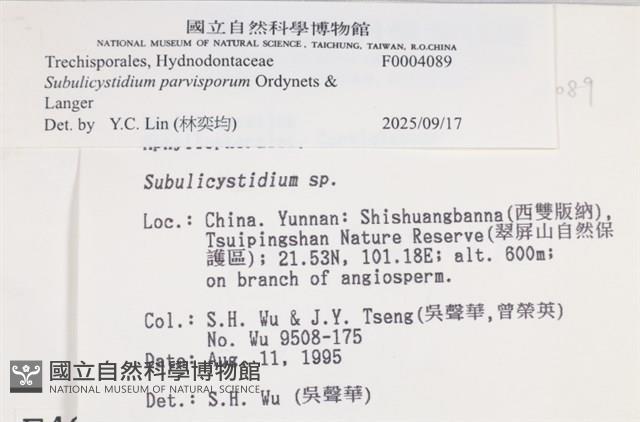 國立自然科學博物館
NATIONAL MUSEUM OF NATURAL SCIENCE, TAICHUNG, TAIWAN, R.O.CHINA
Trechisporales, Hydnodontaceae F0004089
Subulicystidium parvisporum Ordynets &
Langer
Det. by Y.C. Lin (林奕均) 2025/09/17
089
Subulicystidium sp.
Loc.: China. Yunnan: Shishuangbanna(西雙版納),
Tsuipingshan Nature Reserve(翠屏山自然保
護區); 21.53N, 101.18E; alt. 600m;
on branch of angiosperm.
Col.: S.H. Wu & J.Y. Tseng(吳聲華,曾榮英)
No. Wu 9508-175
Date: Aug. 11, 1995
國立自然科學博物館
NATIONAL MUSEUM OF NATURAL SCIENCE
Det.: S.H. Wu (吳聲華)